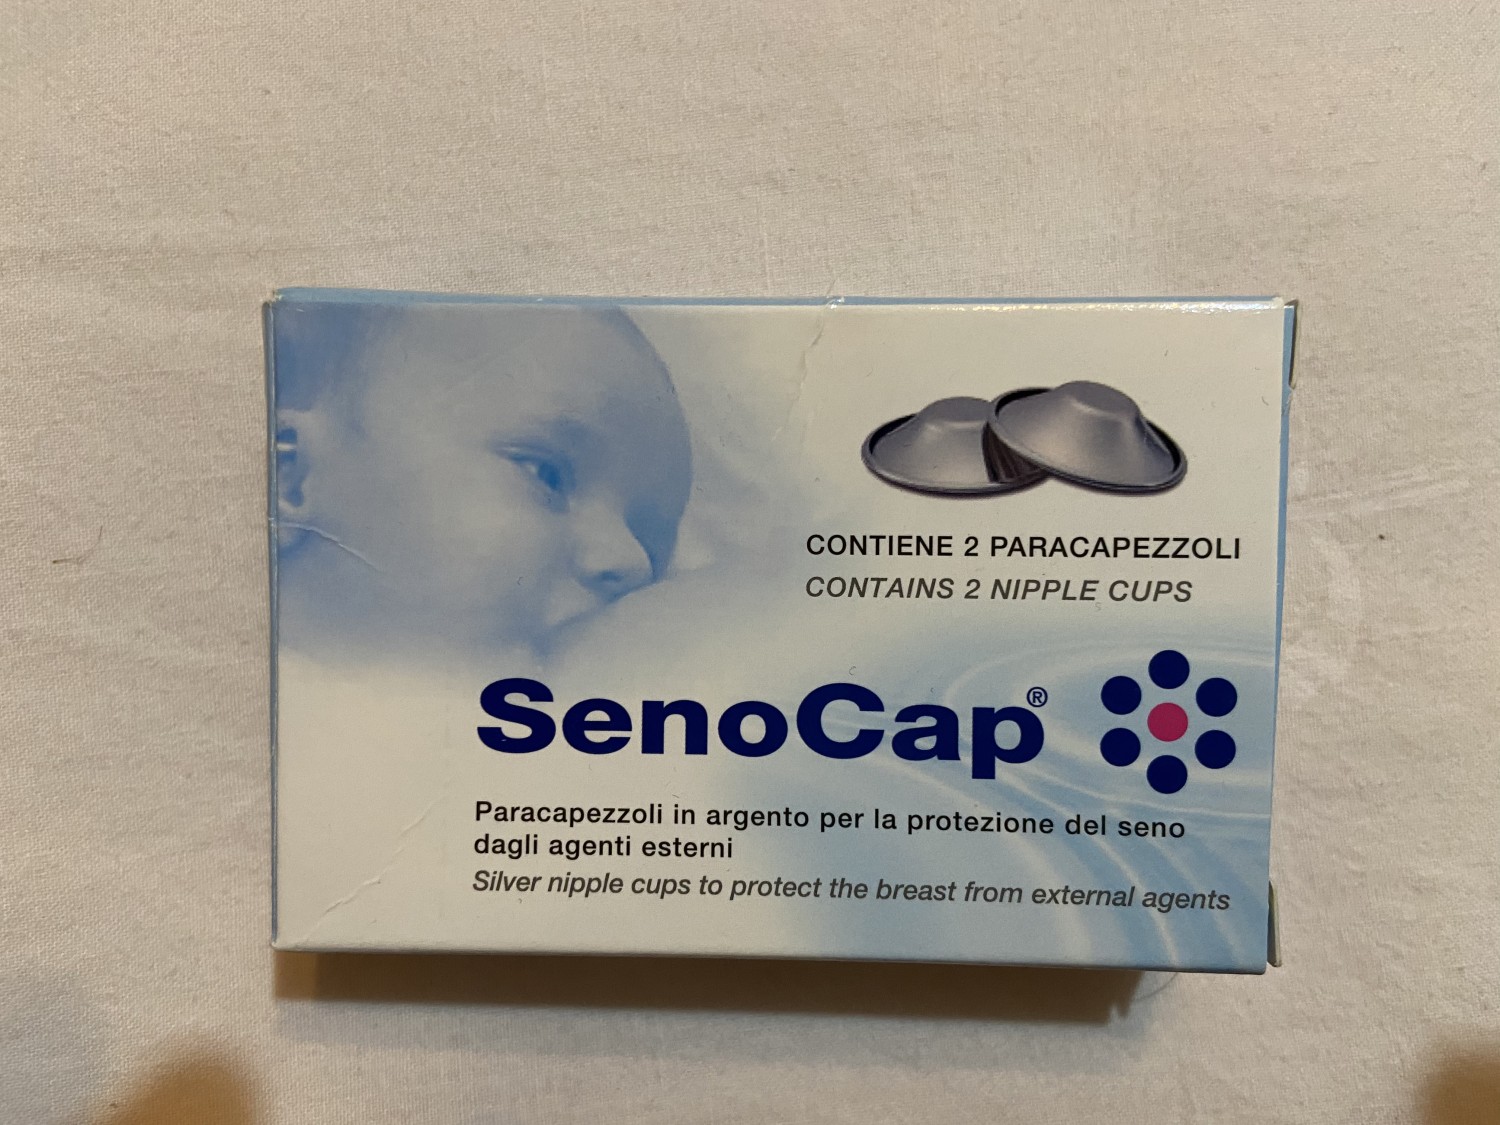 CONTIENE 2 PARACAPEZZOLI
CONTAINS 2 NIPPLE CUPS
SenoCap®
Paracapezzoli in argento per la protezione del seno
dagli agenti esterni
Silver nipple cups to protect the breast from external agents